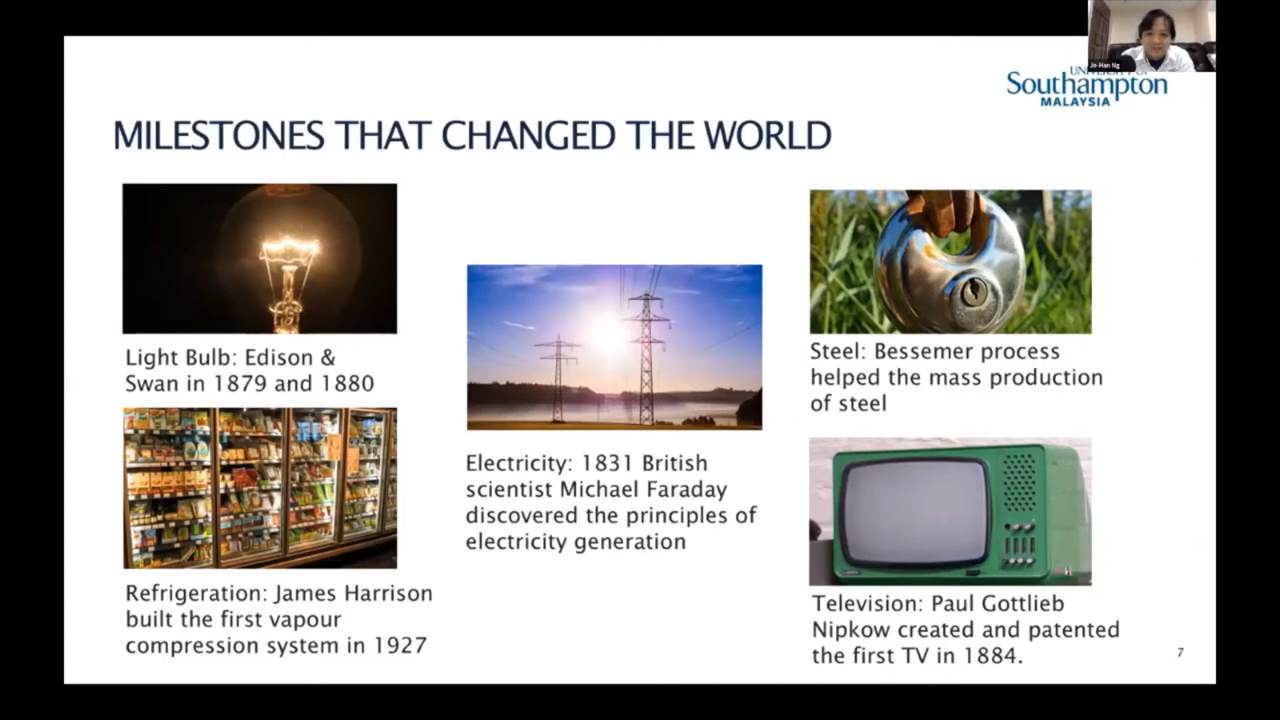 Jo-Han Ng
UNIVERSITY OF
Southampton
MALAYSIA
MILESTONES THAT CHANGED THE WORLD
Light Bulb: Edison &
Swan in 1879 and 1880
Refrigeration: James Harrison
built the first vapour
compression system in 1927
Electricity: 1831 British
scientist Michael Faraday
discovered the principles of
electricity generation
Steel: Bessemer process
helped the mass production
of steel
Television: Paul Gottlieb
Nipkow created and patented
the first TV in 1884.
7